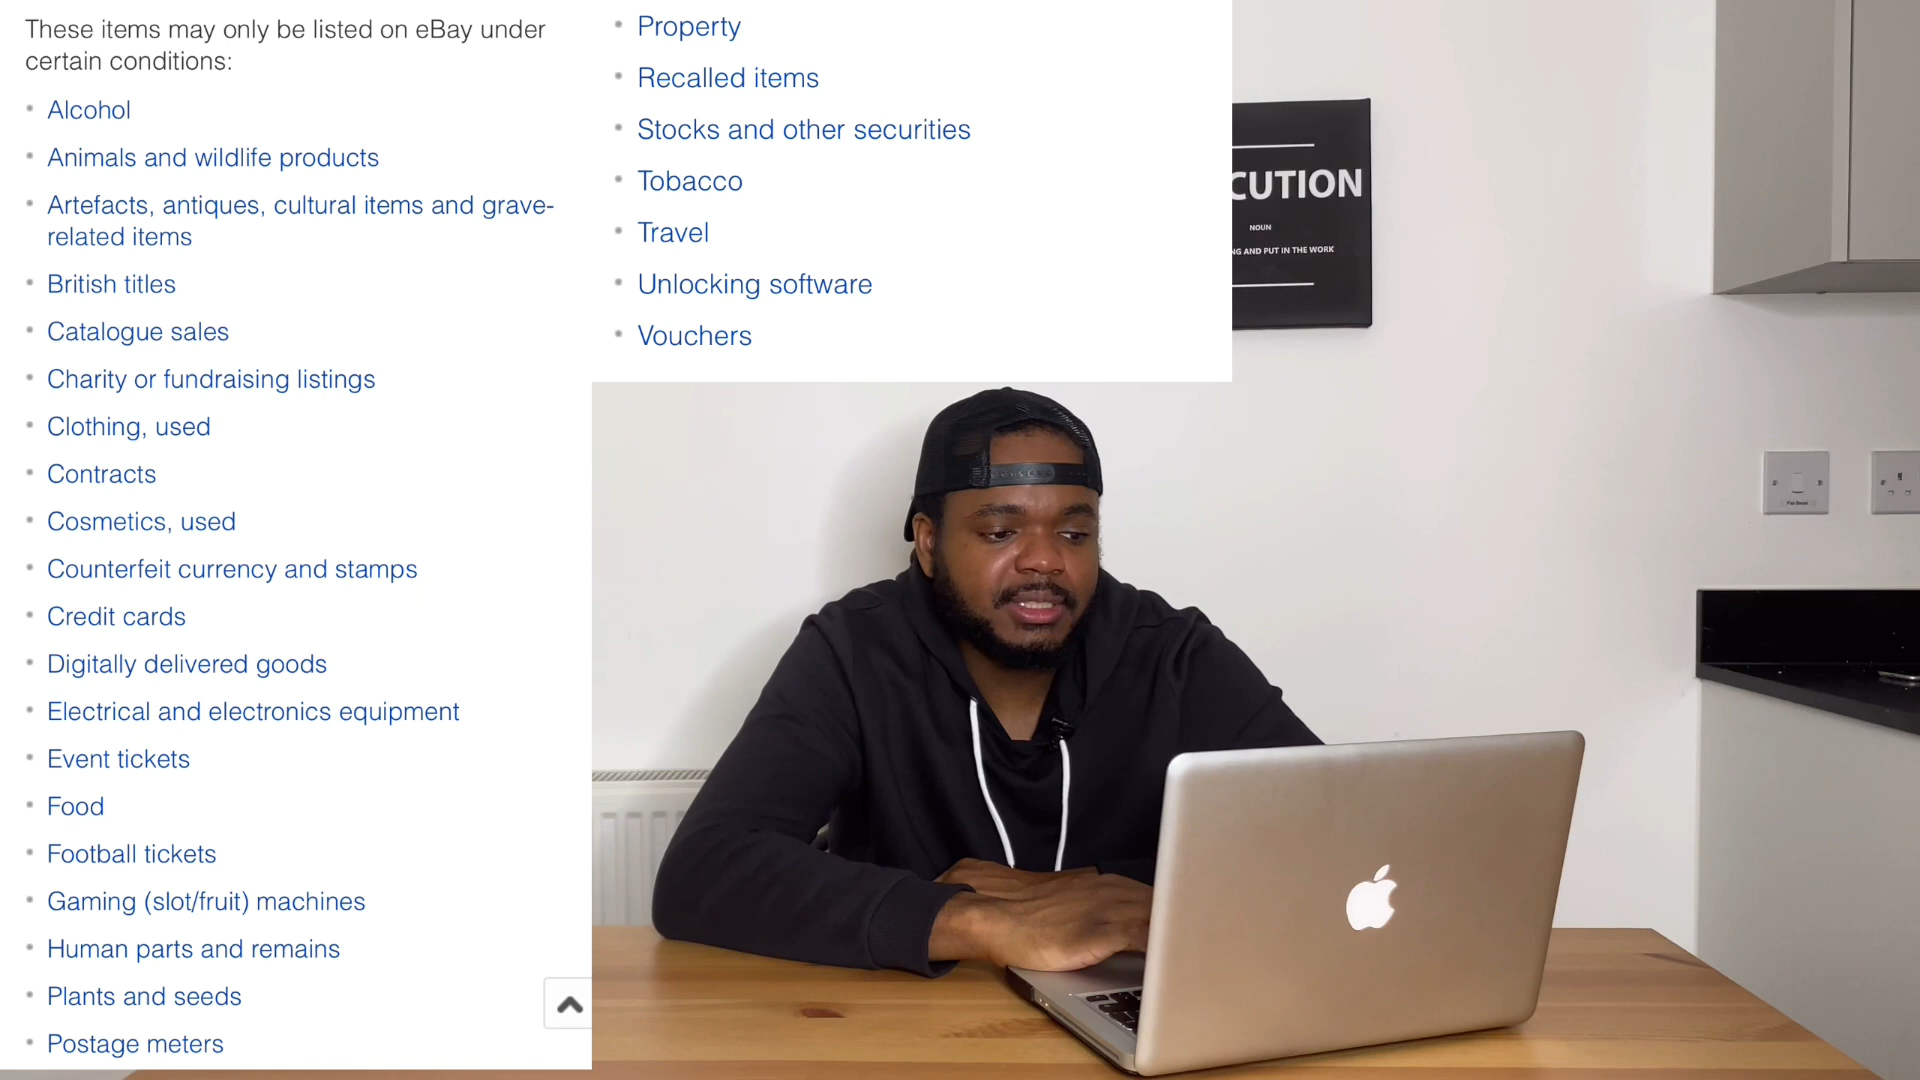 These items may only be listed on eBay under
certain conditions:
Alcohol
Animals and wildlife products
Artefacts, antiques, cultural items and grave-
related items
British titles
Catalogue sales
Charity or fundraising listings
Clothing, used
Contracts
Cosmetics, used
Counterfeit currency and stamps
Credit cards
Digitally delivered goods
Electrical and electronics equipment
Event tickets
Food
Football tickets
Gaming (slot/fruit) machines
Human parts and remains
Plants and seeds
Postage meters
Property
Recalled items
Stocks and other securities
Tobacco
Travel
Unlocking software
Vouchers
CUTION
NOUN
NG AND PUT IN THE WORK